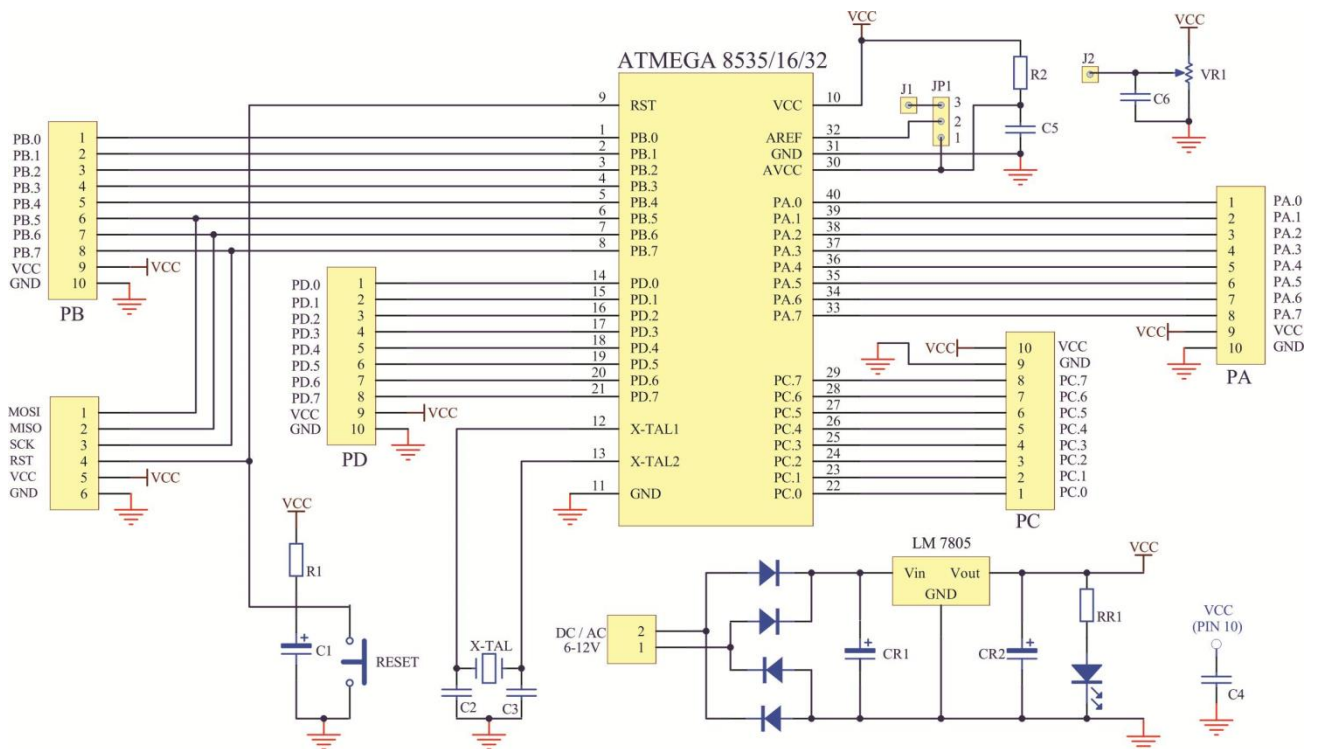 ATMEGA 8535/16/32
9 RST
1 PB.0
2 PB.1
3 PB.2
4 PB.3
5 PB.4
6 PB.5
7 PB.6
8 PB.7
14 PD.0
15 PD.1
16 PD.2
17 PD.3
18 PD.4
19 PD.5
20 PD.6
21 PD.7
12 X-TAL1
13 X-TAL2
11 GND
VCC 10
AREF 32
GND 31
AVCC 30
PA.0 40
PA.1 39
PA.2 38
PA.3 37
PA.4 36
PA.5 35
PA.6 34
PA.7 33
PC.7 29
PC.6 28
PC.5 27
PC.4 26
PC.3 25
PC.2 24
PC.1 23
PC.0 22
PB.0 1
PB.1 2
PB.2 3
PB.3 4
PB.4 5
PB.5 6
PB.6 7
PB.7 8
VCC 9 VCC
GND 10
PB
PD.0 1
PD.1 2
PD.2 3
PD.3 4
PD.4 5
PD.5 6
PD.6 7
PD.7 8
VCC 9 VCC
GND 10
PD
MOSI 1
MISO 2
SCK 3
RST 4
VCC 5 VCC
GND 6
VCC
R1
C1
RESET
X-TAL
C2
C3
VCC
R2
C5
J1
JP1
3
2
1
VCC
J2
VR1
C6
1 PA.0
2 PA.1
3 PA.2
4 PA.3
5 PA.4
6 PA.5
7 PA.6
8 PA.7
VCC 9 VCC
10 GND
PA
VCC 10 VCC
9 GND
8 PC.7
7 PC.6
6 PC.5
5 PC.4
4 PC.3
3 PC.2
2 PC.1
1 PC.0
PC
DC / AC
6-12V
2
1
LM 7805
Vin Vout
GND
CR1
CR2
RR1
VCC
VCC
(PIN 10)
C4